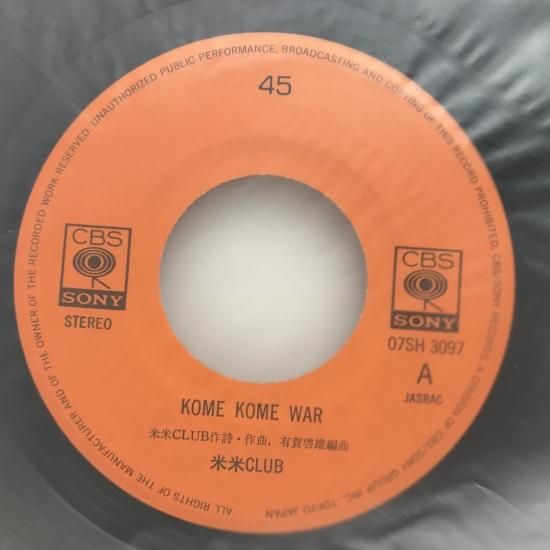 45
CBS
SONY
STEREO
CBS
SONY
07SH 3097
A
JASRAC
KOME KOME WAR
米米CLUB作詩・作曲, 有賀啓雄編曲
米米CLUB
ALL RIGHTS OF THE MANUFACTURER AND OF THE OWNER OF THE RECORDED WORK RESERVED. UNAUTHORIZED PUBLIC PERFORMANCE, BROADCASTING AND COPYING OF THIS RECORD PROHIBITED. CBS/SONY RECORDS, A DIVISION OF CBS/SONY GROUP INC., TOKYO JAPAN